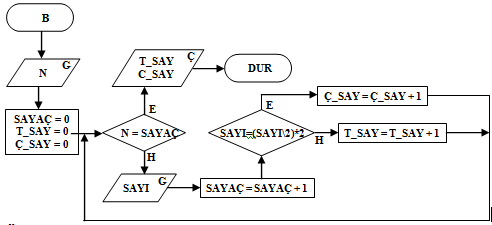 B
G
N
SAYAÇ = 0
T_SAY = 0
Ç_SAY = 0
T_SAY
Ç_SAY
Ç
DUR
E
N = SAYAÇ
H
SAYI
G
SAYAÇ = SAYAÇ + 1
E
SAYI=(SAYI\2)*2
H
Ç_SAY = Ç_SAY + 1
T_SAY = T_SAY + 1